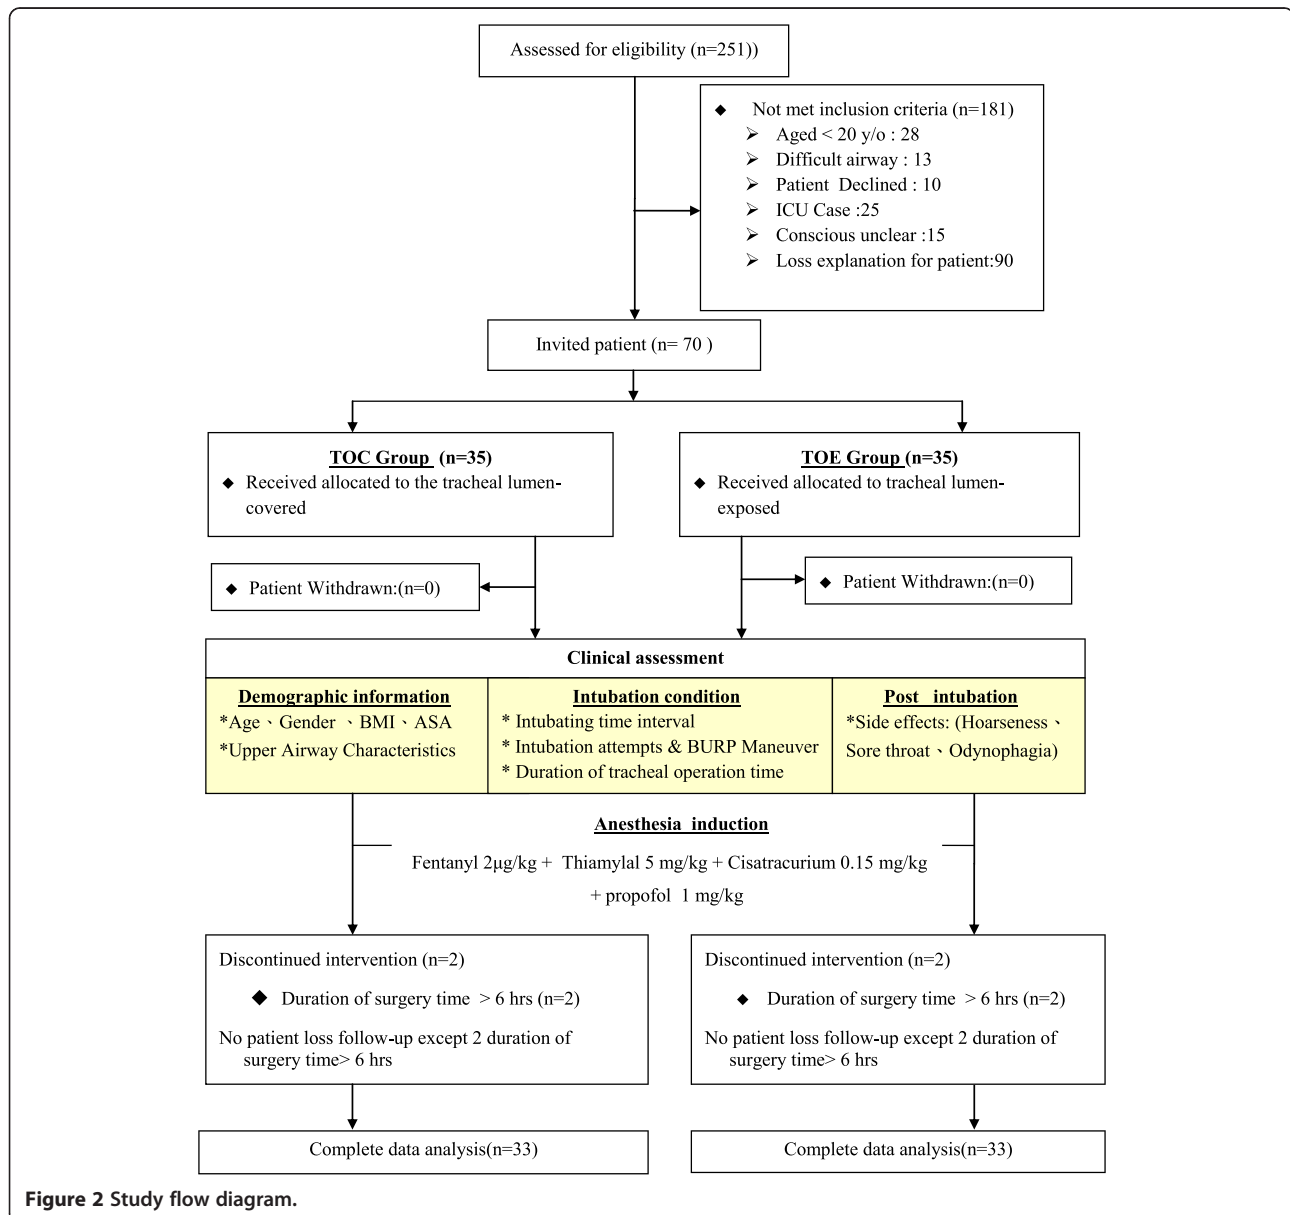 Assessed for eligibility (n=251))
◆ Not met inclusion criteria (n=181)
➢ Aged < 20 y/o : 28
➢ Difficult airway : 13
➢ Patient Declined : 10
➢ ICU Case :25
➢ Conscious unclear :15
➢ Loss explanation for patient:90
Invited patient (n= 70 )
TOC Group (n=35)
◆ Received allocated to the tracheal lumen-
covered
TOE Group (n=35)
◆ Received allocated to tracheal lumen-
exposed
◆ Patient Withdrawn:(n=0)
◆ Patient Withdrawn:(n=0)
Clinical assessment
Demographic information
*Age、Gender 、BMI、ASA
*Upper Airway Characteristics
Intubation condition
* Intubating time interval
* Intubation attempts & BURP Maneuver
* Duration of tracheal operation time
Post intubation
*Side effects: (Hoarseness、
Sore throat、Odynophagia)
Anesthesia induction
Fentanyl 2μg/kg + Thiamylal 5 mg/kg + Cisatracurium 0.15 mg/kg
+ propofol 1 mg/kg
Discontinued intervention (n=2)
◆ Duration of surgery time > 6 hrs (n=2)
No patient loss follow-up except 2 duration of
surgery time> 6 hrs
Discontinued intervention (n=2)
◆ Duration of surgery time > 6 hrs (n=2)
No patient loss follow-up except 2 duration of
surgery time> 6 hrs
Complete data analysis(n=33)
Complete data analysis(n=33)
Figure 2 Study flow diagram.